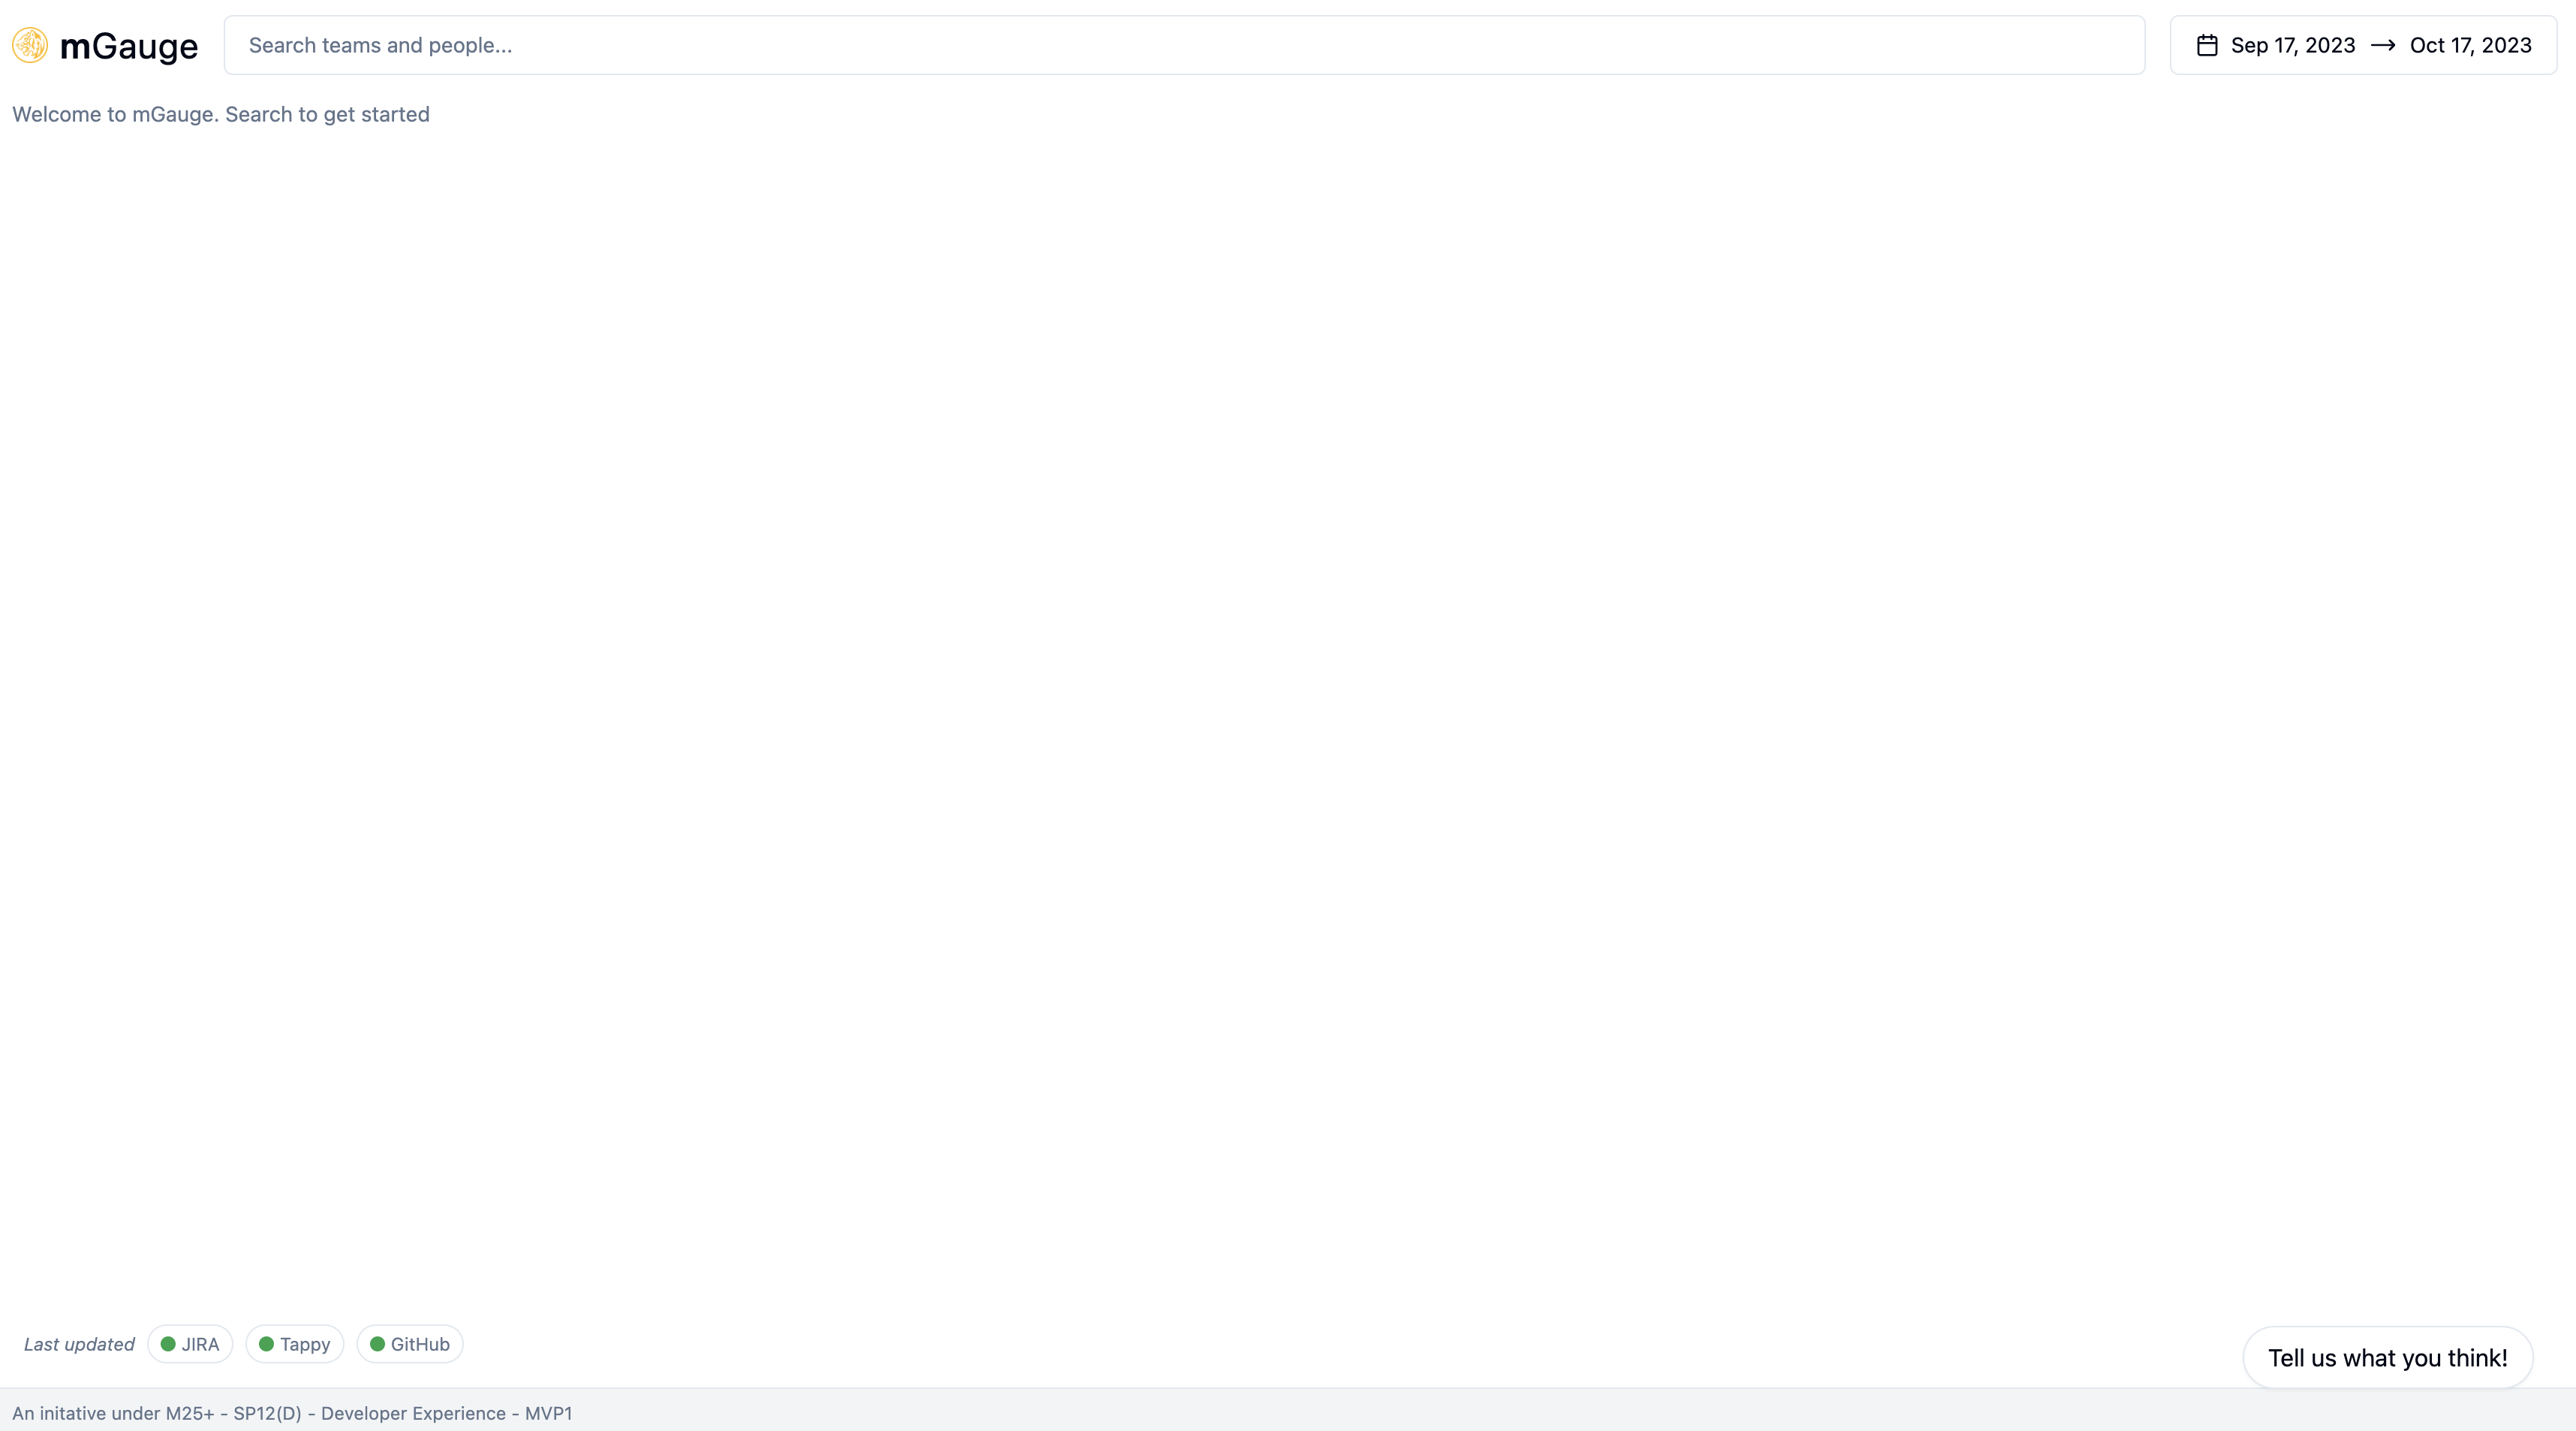 mGauge
Search teams and people...
Sep 17, 2023 → Oct 17, 2023
Welcome to mGauge. Search to get started
Last updated JIRA Tappy GitHub
Tell us what you think!
An initative under M25+ - SP12(D) - Developer Experience - MVP1